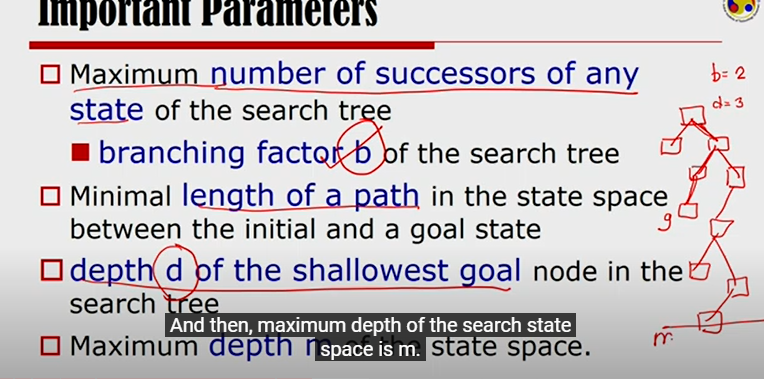 Important Parameters
Maximum number of successors of any
state of the search tree
branching factor b of the search tree
Minimal length of a path in the state space
between the initial and a goal state
depth d of the shallowest goal node in the
search tree
Maximum depth m of the state space.
b=2
d=3
g
m
And then, maximum depth of the search state
space is m.